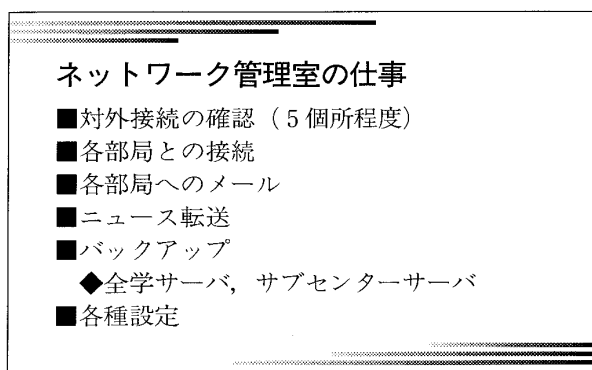 ネットワーク管理室の仕事
■対外接続の確認（５個所程度）
■各部局との接続
■各部局へのメール
■ニュース転送
■バックアップ
◆全学サーバ，サブセンターサーバ
■各種設定